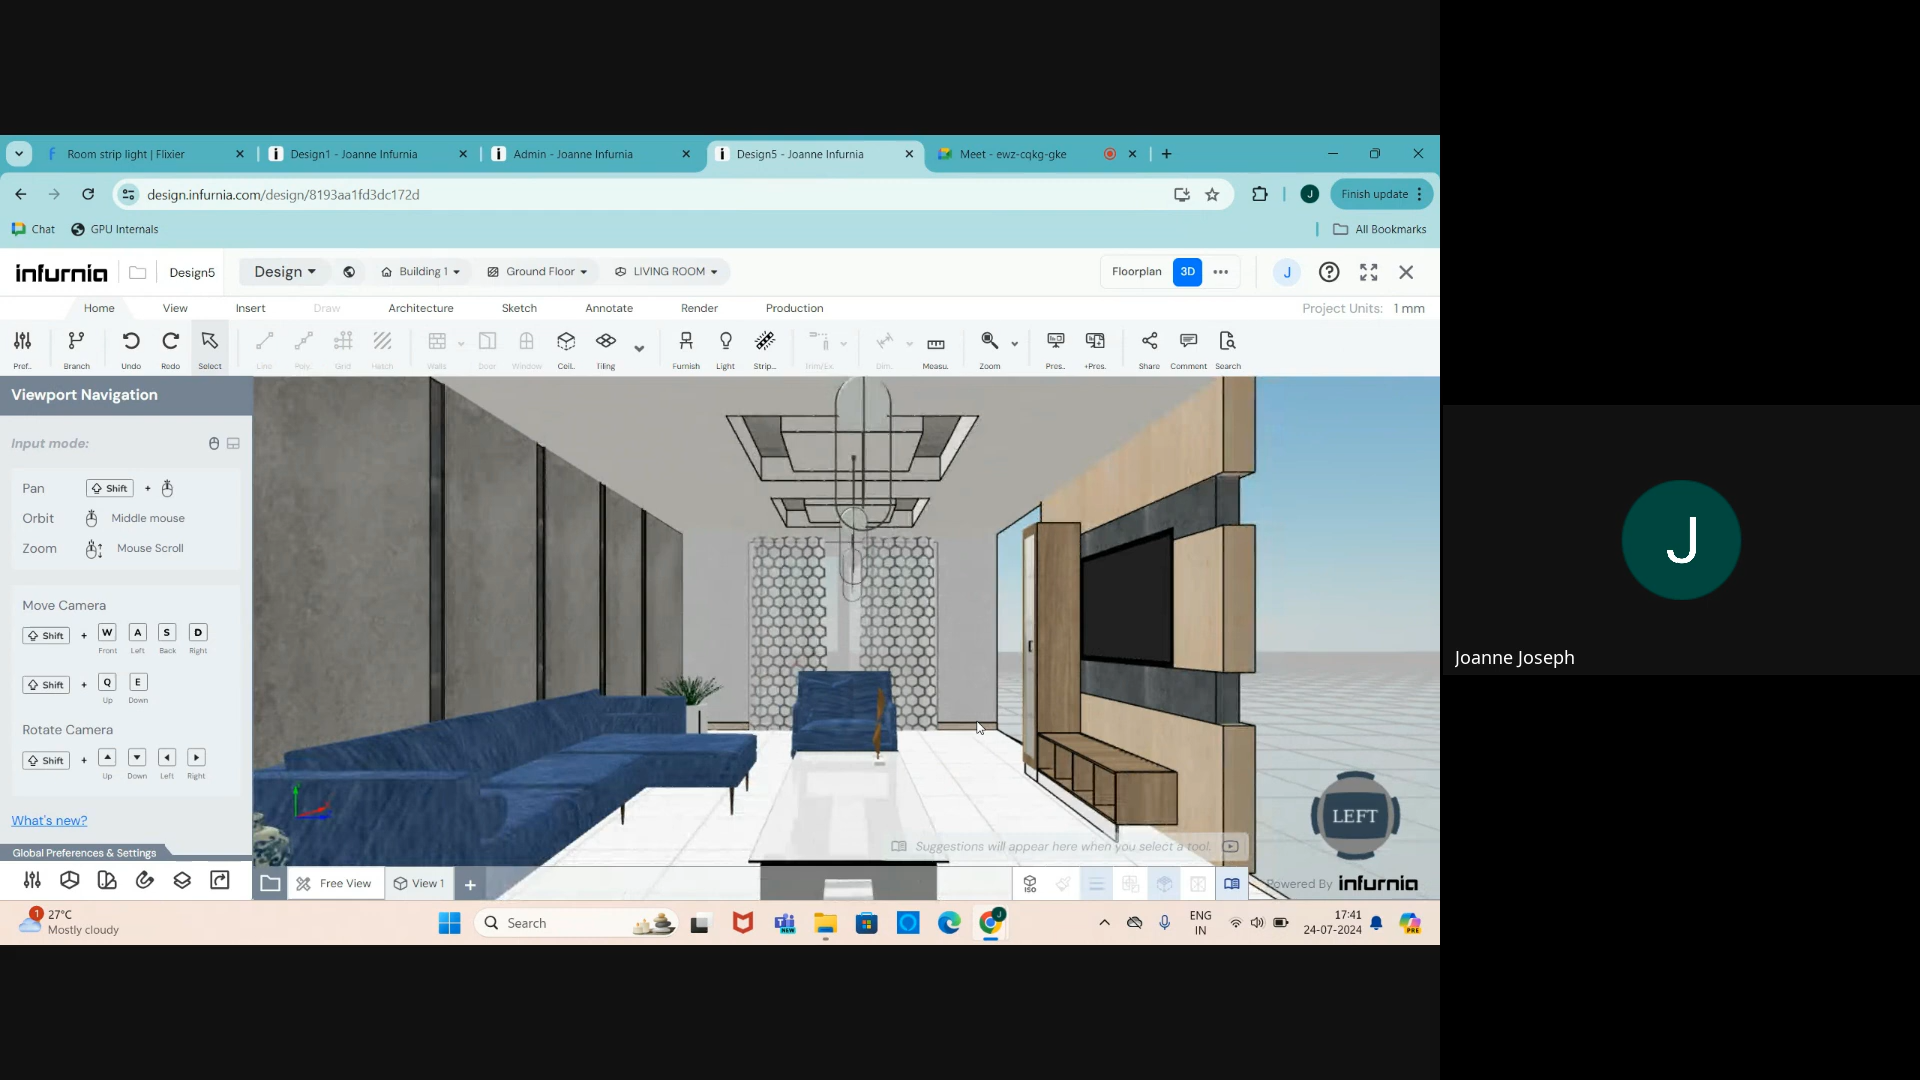 Room strip light | Flixier
Design1 - Joanne Infurnia
Admin - Joanne Infurnia
Design5 - Joanne Infurnia
Meet - ewz-cqkg-gke
design.infurnia.com/design/8193aa1fd3dc172d
J
Finish update
Chat
GPU Internals
All Bookmarks
infurnia
Design5
Design
Building 1
Ground Floor
LIVING ROOM
Floorplan
3D
J
Home
View
Insert
Draw
Architecture
Sketch
Annotate
Render
Production
Project Units: 1 mm
Pref..
Branch
Undo
Redo
Select
Line
Poly.
Grid
Hatch
Walls
Door
Window
Ceil..
Tiling
Furnish
Light
Strip..
Trim/Ex.
Dim..
Measu.
Zoom
Pres..
+Pres.
Share
Comment
Search
Viewport Navigation
Input mode:
Pan
Shift +
Orbit
Middle mouse
Zoom
Mouse Scroll
Move Camera
Shift + W A S D
Front Left Back Right
Shift + Q E
Up Down
Rotate Camera
Shift +
Up Down Left Right
What's new?
Global Preferences & Settings
Free View
View 1
Suggestions will appear here when you select a tool.
LEFT
ISO
Powered By infurnia
1
27°C
Mostly cloudy
Search
NEW
J
ENG
IN
17:41
24-07-2024
PRE
J
Joanne Joseph